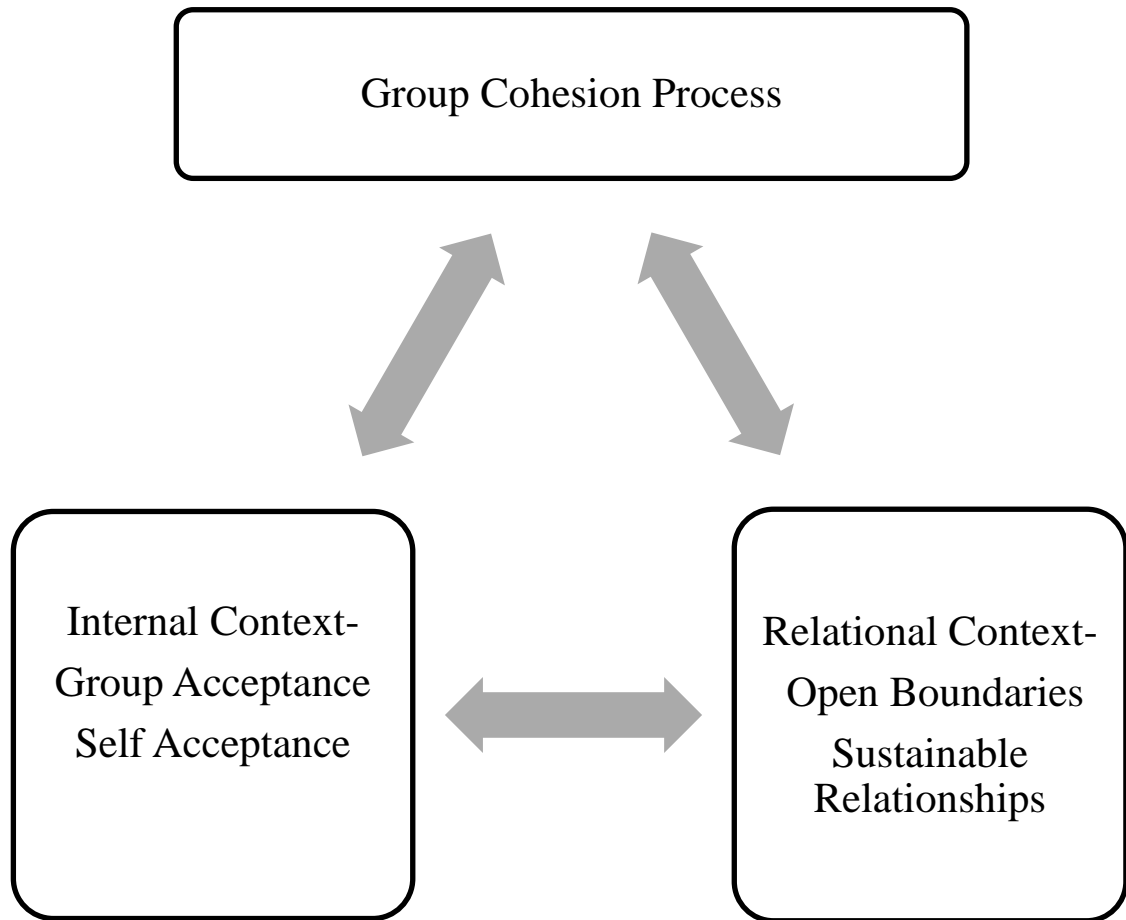 Group Cohesion Process
Internal Context-
Group Acceptance
Self Acceptance
Relational Context-
Open Boundaries
Sustainable
Relationships